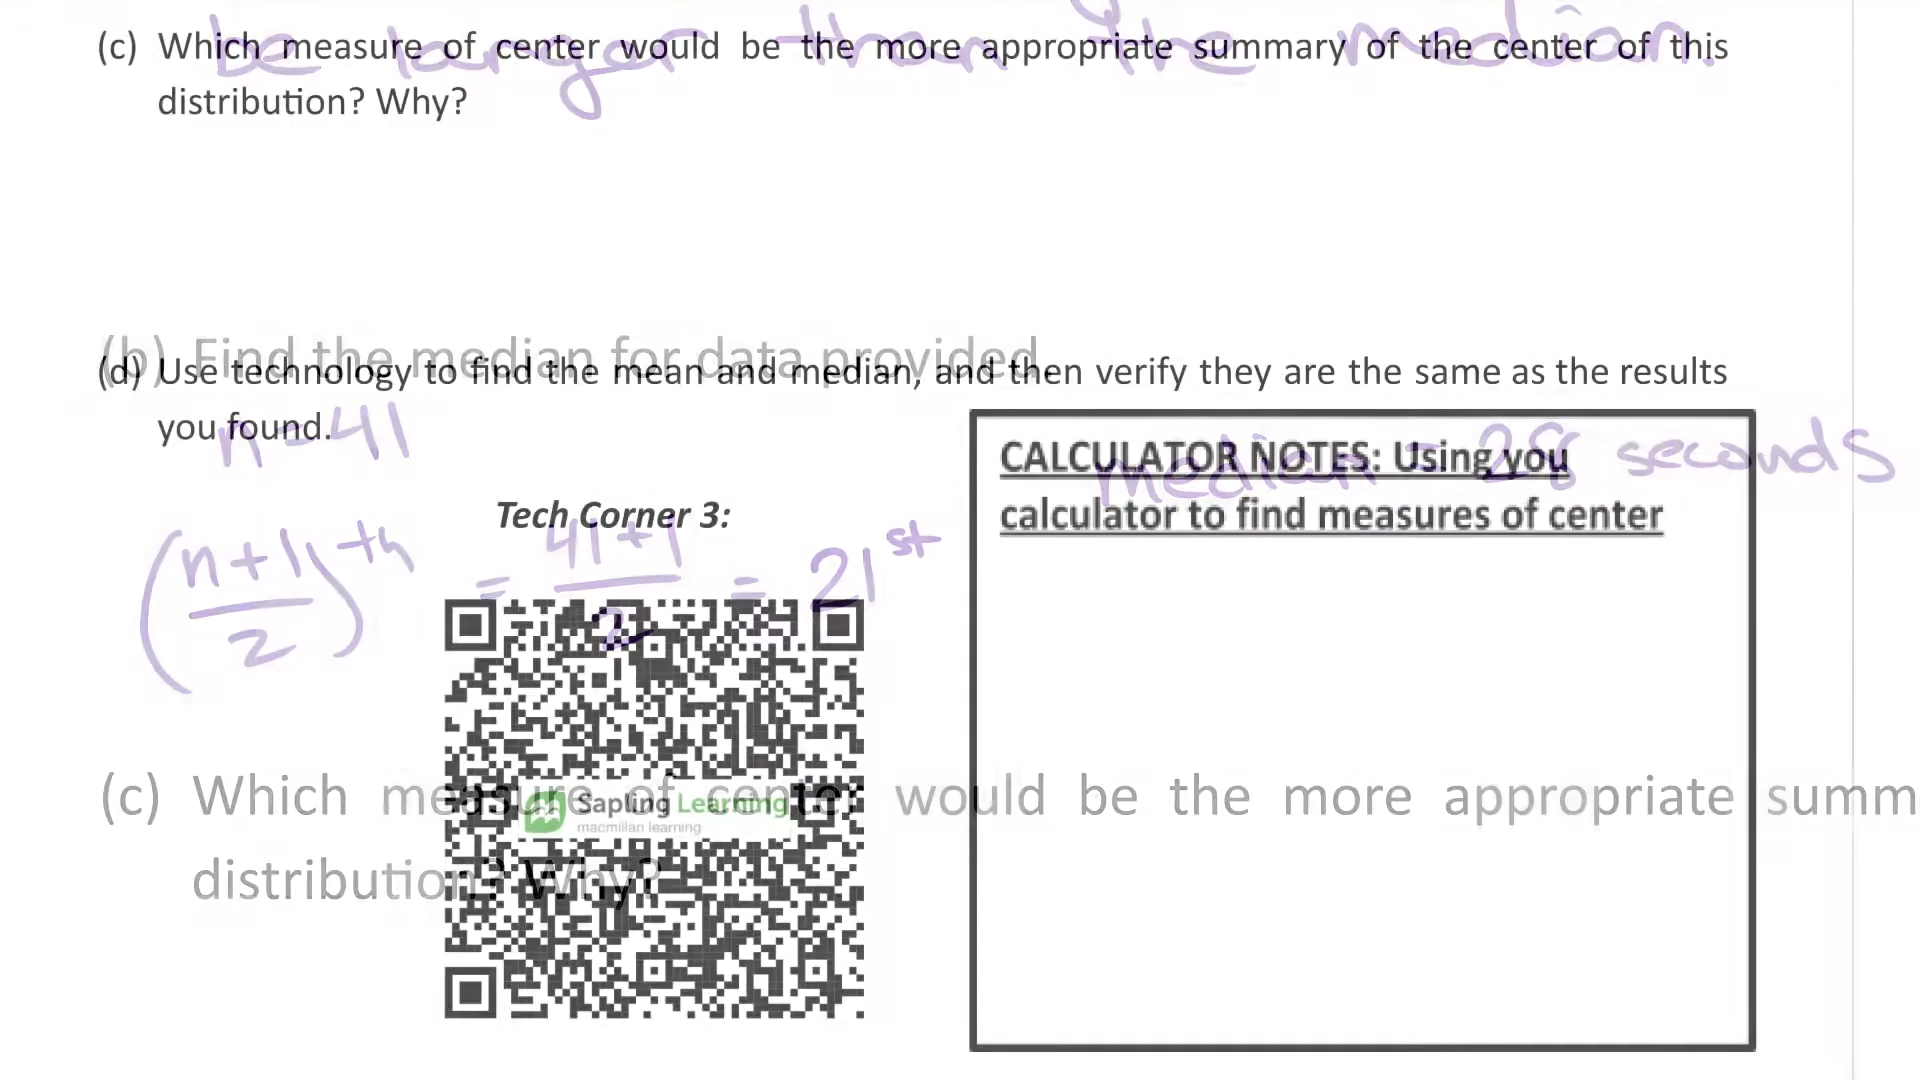 be larger than the median.
(c) Which measure of center would be the more appropriate summary of the center of this
distribution? Why?
(b) Find the median for data provided.
(d) Use technology to find the mean and median, and then verify they are the same as the results
you found.
n=41
median = 28 seconds
CALCULATOR NOTES: Using you
calculator to find measures of center
Tech Corner 3:
(n+1/2)th = 41+1/2 = 21st
Sapling Learning
macmillan learning
(c) Which measure of center would be the more appropriate summ
distribution? Why?